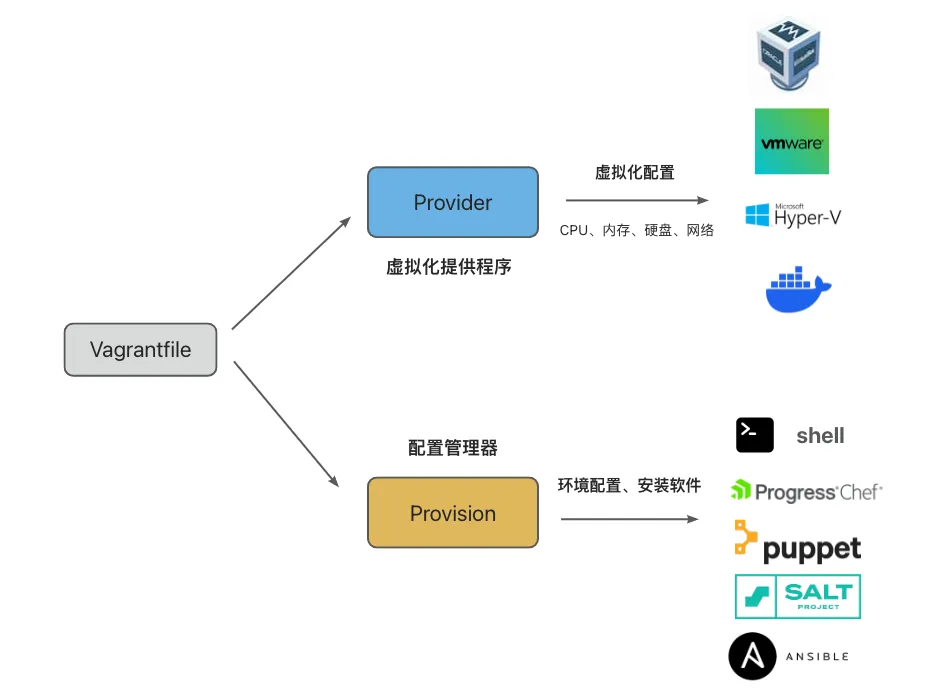 ORACLE
vmware
虚拟化配置
Provider
Microsoft
Hyper-V
CPU、内存、硬盘、网络
虚拟化提供程序
Vagrantfile
shell
配置管理器
环境配置、安装软件
Progress® Chef®
Provision
puppet
SALT
PROJECT
ANSIBLE